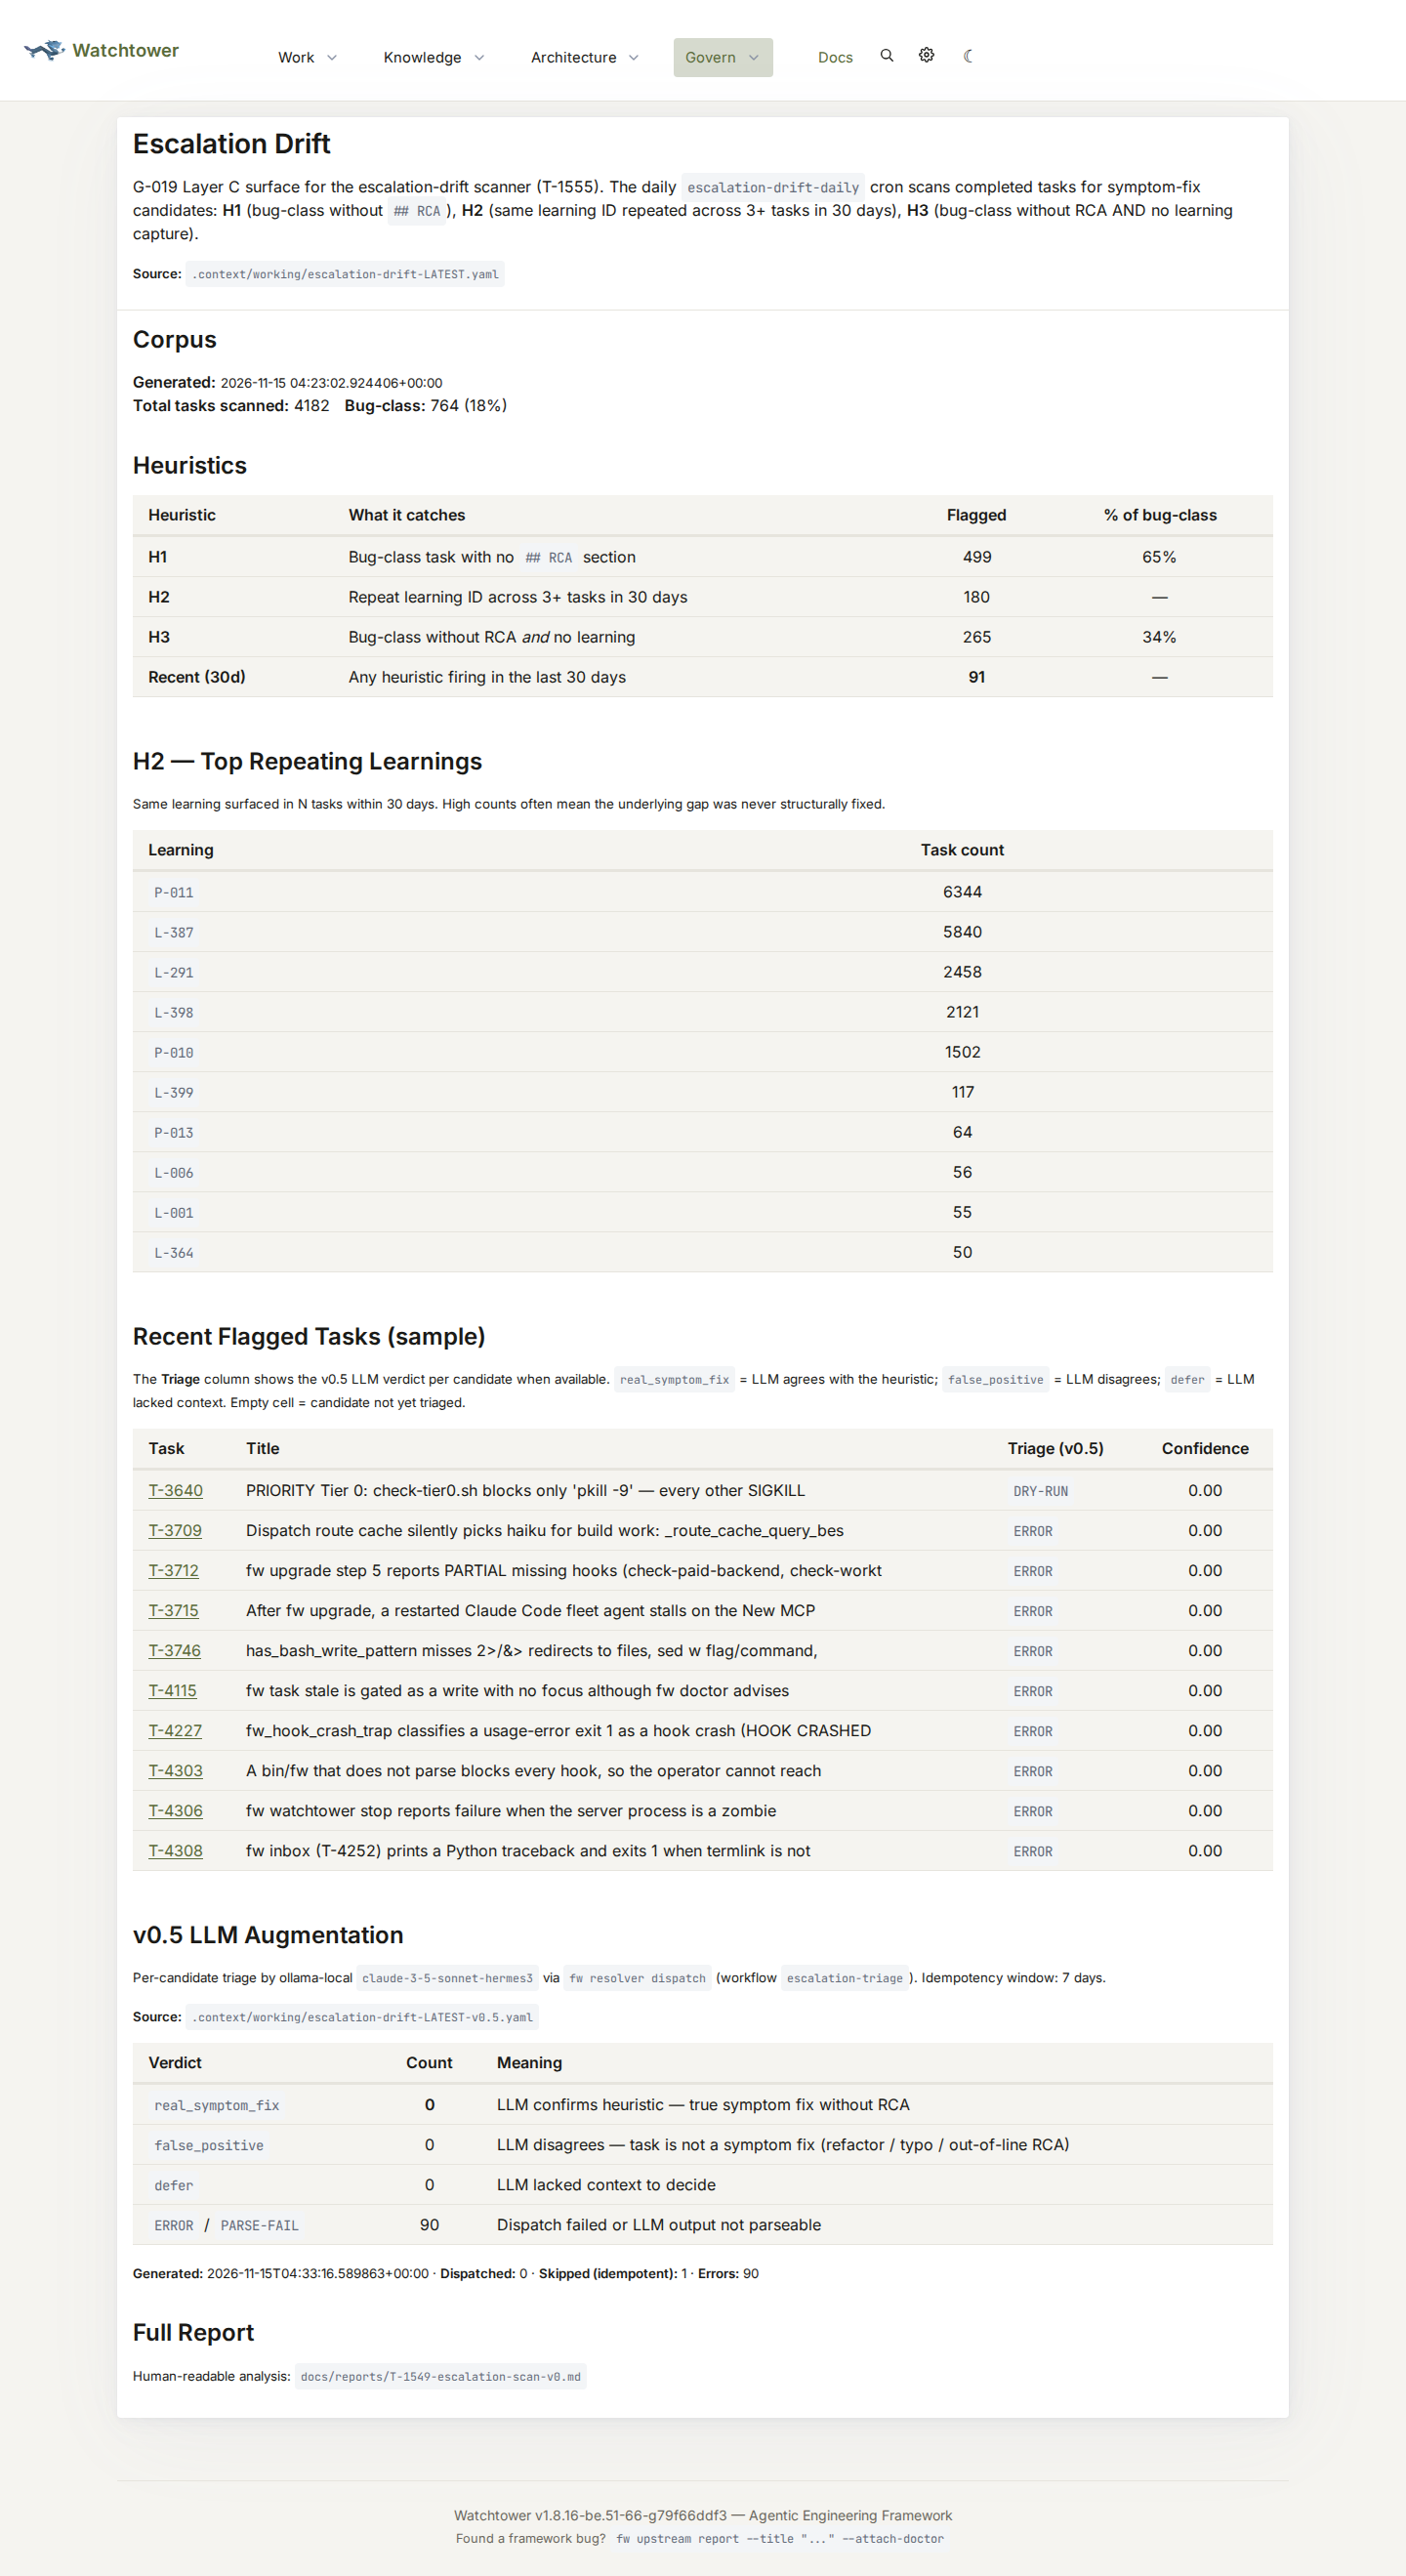 Watchtower
Work Knowledge Architecture Govern Docs
Escalation Drift
G-019 Layer C surface for the escalation-drift scanner (T-1555). The daily escalation-drift-daily cron scans completed tasks for symptom-fix
candidates: H1 (bug-class without ## RCA), H2 (same learning ID repeated across 3+ tasks in 30 days), H3 (bug-class without RCA AND no learning
capture).
Source: .context/working/escalation-drift-LATEST.yaml
Corpus
Generated: 2026-11-15 04:23:02.924406+00:00
Total tasks scanned: 4182 Bug-class: 764 (18%)
Heuristics
Heuristic What it catches Flagged % of bug-class
H1 Bug-class task with no ## RCA section 499 65%
H2 Repeat learning ID across 3+ tasks in 30 days 180 —
H3 Bug-class without RCA and no learning 265 34%
Recent (30d) Any heuristic firing in the last 30 days 91 —
H2 — Top Repeating Learnings
Same learning surfaced in N tasks within 30 days. High counts often mean the underlying gap was never structurally fixed.
Learning Task count
P-011 6344
L-387 5840
L-291 2458
L-398 2121
P-010 1502
L-399 117
P-013 64
L-006 56
L-001 55
L-364 50
Recent Flagged Tasks (sample)
The Triage column shows the v0.5 LLM verdict per candidate when available. real_symptom_fix = LLM agrees with the heuristic; false_positive = LLM disagrees; defer = LLM
lacked context. Empty cell = candidate not yet triaged.
Task Title Triage (v0.5) Confidence
T-3640 PRIORITY Tier 0: check-tier0.sh blocks only 'pkill -9' — every other SIGKILL DRY-RUN 0.00
T-3709 Dispatch route cache silently picks haiku for build work: _route_cache_query_bes ERROR 0.00
T-3712 fw upgrade step 5 reports PARTIAL missing hooks (check-paid-backend, check-workt ERROR 0.00
T-3715 After fw upgrade, a restarted Claude Code fleet agent stalls on the New MCP ERROR 0.00
T-3746 has_bash_write_pattern misses 2>/&> redirects to files, sed w flag/command, ERROR 0.00
T-4115 fw task stale is gated as a write with no focus although fw doctor advises ERROR 0.00
T-4227 fw_hook_crash_trap classifies a usage-error exit 1 as a hook crash (HOOK CRASHED ERROR 0.00
T-4303 A bin/fw that does not parse blocks every hook, so the operator cannot reach ERROR 0.00
T-4306 fw watchtower stop reports failure when the server process is a zombie ERROR 0.00
T-4308 fw inbox (T-4252) prints a Python traceback and exits 1 when termlink is not ERROR 0.00
v0.5 LLM Augmentation
Per-candidate triage by ollama-local claude-3-5-sonnet-hermes3 via fw resolver dispatch (workflow escalation-triage). Idempotency window: 7 days.
Source: .context/working/escalation-drift-LATEST-v0.5.yaml
Verdict Count Meaning
real_symptom_fix 0 LLM confirms heuristic — true symptom fix without RCA
false_positive 0 LLM disagrees — task is not a symptom fix (refactor / typo / out-of-line RCA)
defer 0 LLM lacked context to decide
ERROR / PARSE-FAIL 90 Dispatch failed or LLM output not parseable
Generated: 2026-11-15T04:33:16.589863+00:00 · Dispatched: 0 · Skipped (idempotent): 1 · Errors: 90
Full Report
Human-readable analysis: docs/reports/T-1549-escalation-scan-v0.md
Watchtower v1.8.16-be.51-66-g79f66ddf3 — Agentic Engineering Framework
Found a framework bug? fw upstream report --title "..." --attach-doctor